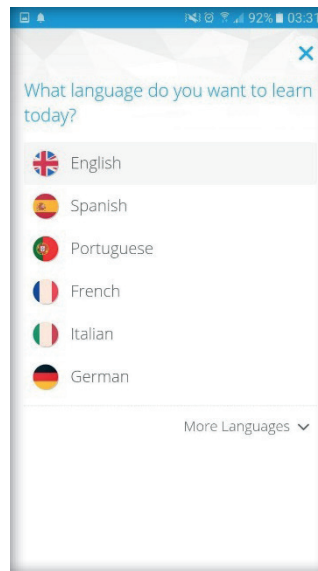 92% 03:31
What language do you want to learn
today?
English
Spanish
Portuguese
French
Italian
German
More Languages